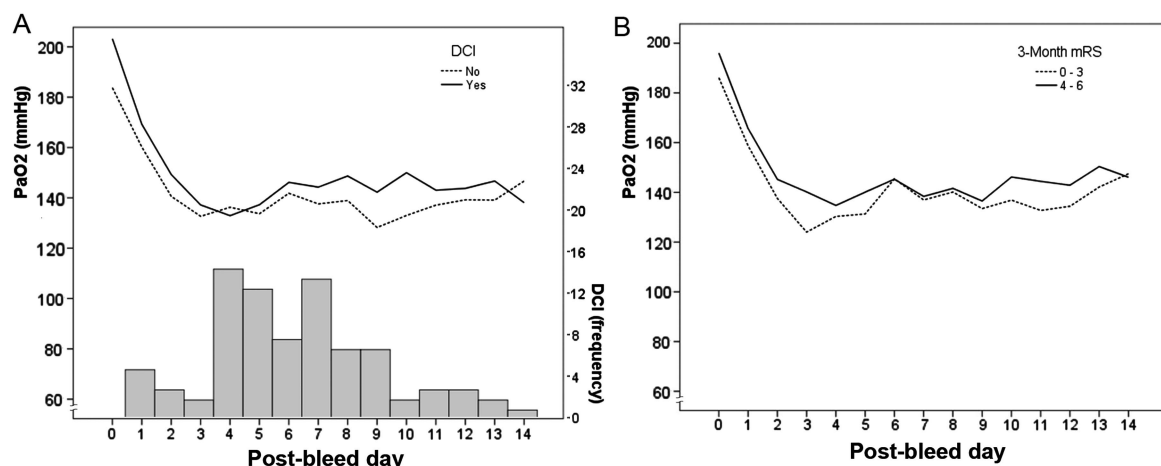 A
DCI
No
Yes
PaO2 (mmHg)
200
180
160
140
120
100
80
60
32
28
24
20
16
12
8
4
0
DCI (frequency)
0 1 2 3 4 5 6 7 8 9 10 11 12 13 14
Post-bleed day
B
3-Month mRS
0 - 3
4 - 6
PaO2 (mmHg)
200
180
160
140
120
100
80
60
0 1 2 3 4 5 6 7 8 9 10 11 12 13 14
Post-bleed day